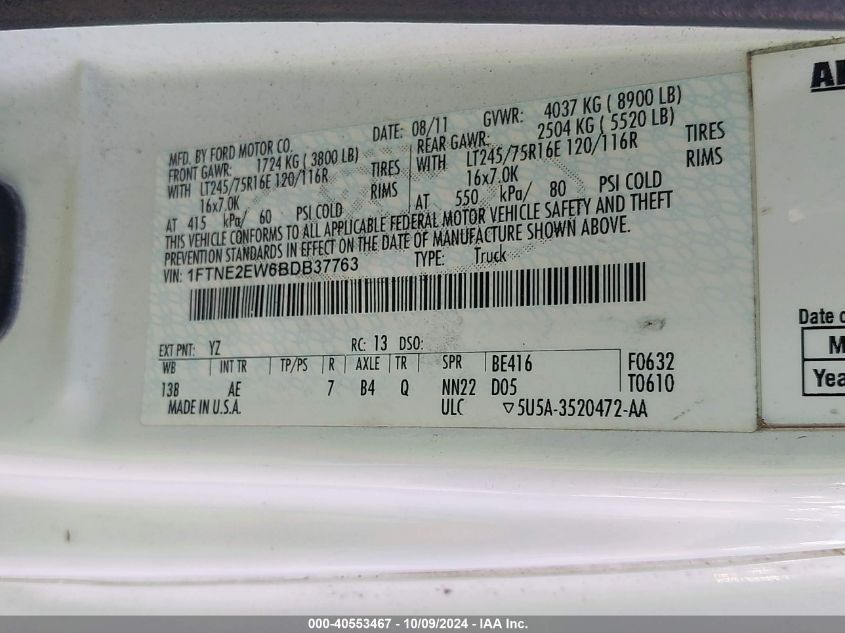 MFD. BY FORD MOTOR CO. DATE: 08/11 GVWR: 4037 KG ( 8900 LB)
FRONT GAWR: 1724 KG ( 3800 LB) REAR GAWR: 2504 KG ( 5520 LB)
WITH LT245/75R16E 120/116R TIRES WITH LT245/75R16E 120/116R TIRES
16x7.0K RIMS 16x7.0K RIMS
AT 415 kPa/ 60 PSI COLD AT 550 kPa/ 80 PSI COLD
THIS VEHICLE CONFORMS TO ALL APPLICABLE FEDERAL MOTOR VEHICLE SAFETY AND THEFT
PREVENTION STANDARDS IN EFFECT ON THE DATE OF MANUFACTURE SHOWN ABOVE.
VIN: 1FTNE2EW6BDB37763 TYPE: Truck
EXT PNT: YZ RC: 13 DSO:
WB INT TR TP/PS R AXLE TR SPR BE416 F0632
138 AE 7 B4 Q NN22 D05 T0610
MADE IN U.S.A. ULC ▽5U5A-3520472-AA
Date o
M
Yea
000-40553467 - 10/09/2024 - IAA Inc.